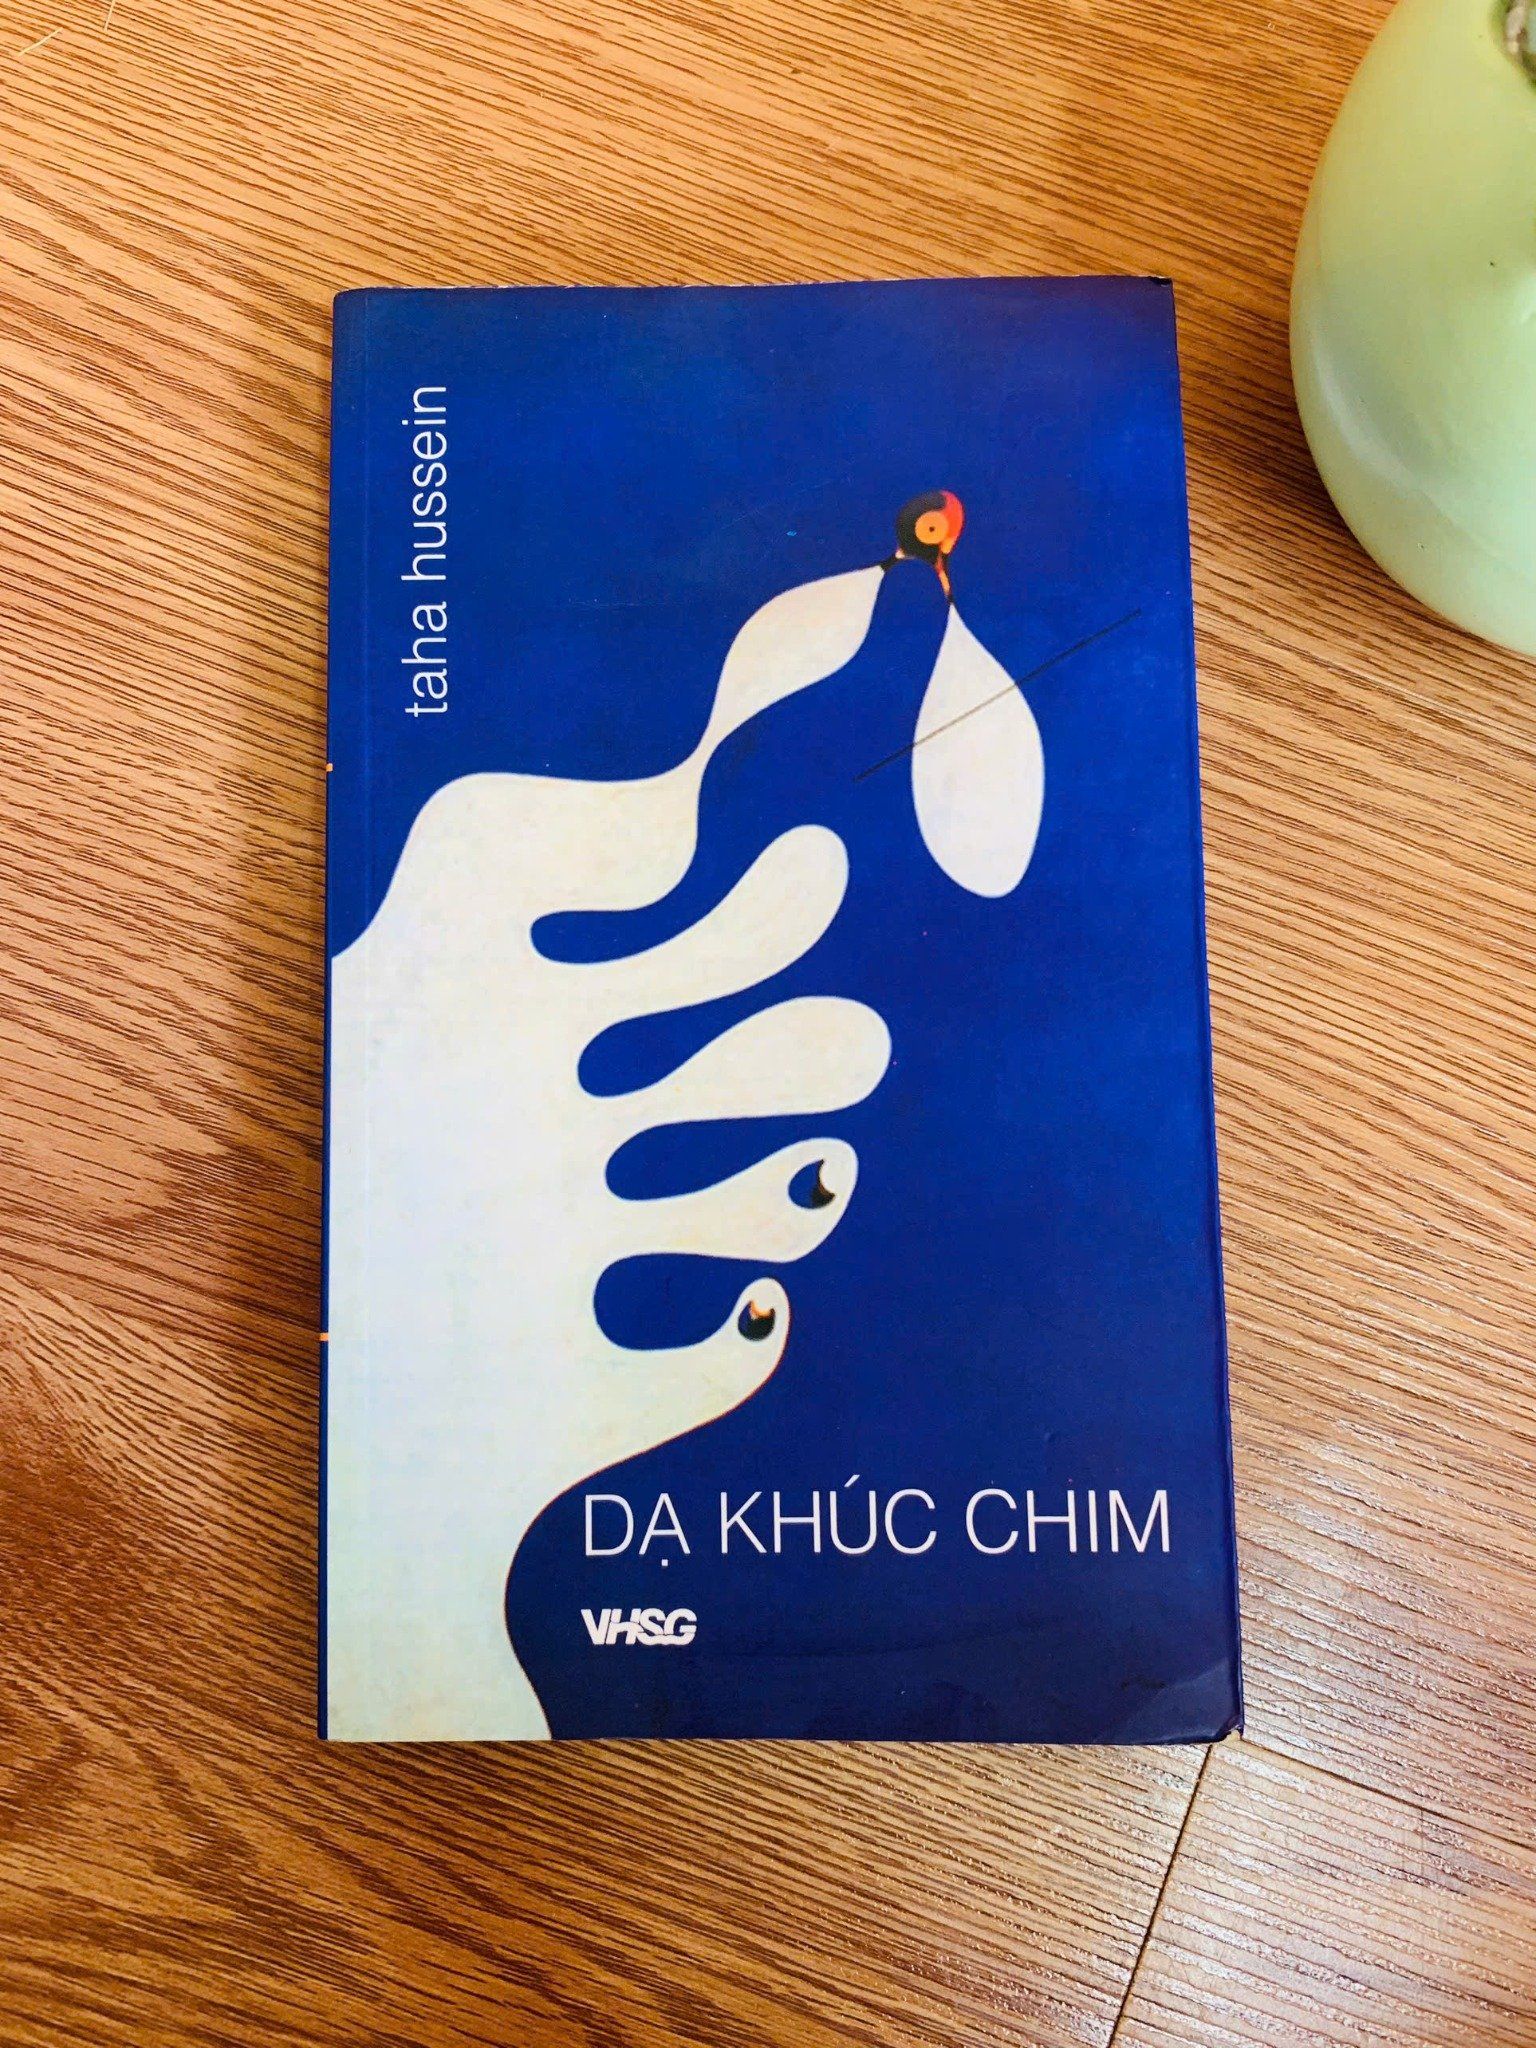 taha hussein
DẠ KHÚC CHIM
VHSG